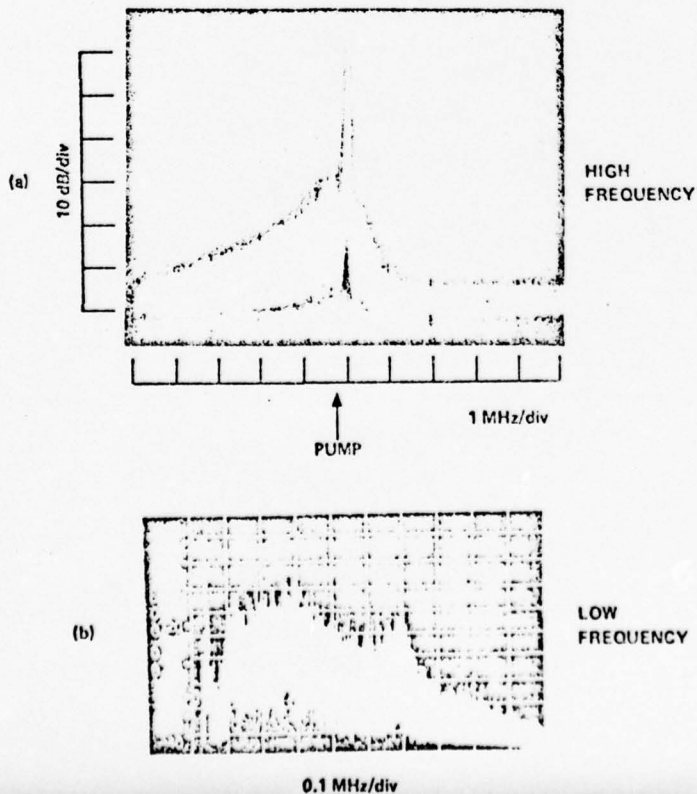 (a)
10 dB/div
HIGH
FREQUENCY
1 MHz/div
PUMP
(b)
LOW
FREQUENCY
0.1 MHz/div